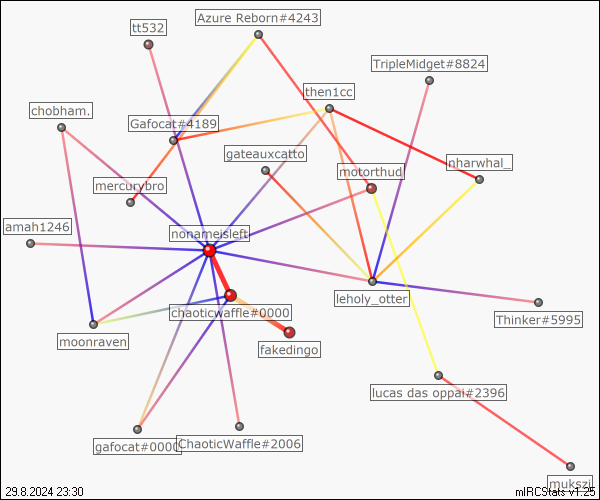 Azure Reborn#4243
tt532
TripleMidget#8824
then1cc
chobham.
Gafocat#4189
gateauxcatto
nharwhal_
motorthud
mercurybro
amah1246
nonameisleft
leholy_otter
chaoticwaffle#0000
Thinker#5995
moonraven
fakedingo
lucas das oppai#2396
gafocat#0000
ChaoticWaffle#2006
mukszi
29.8.2024 23:30
mIRCStats v1.25